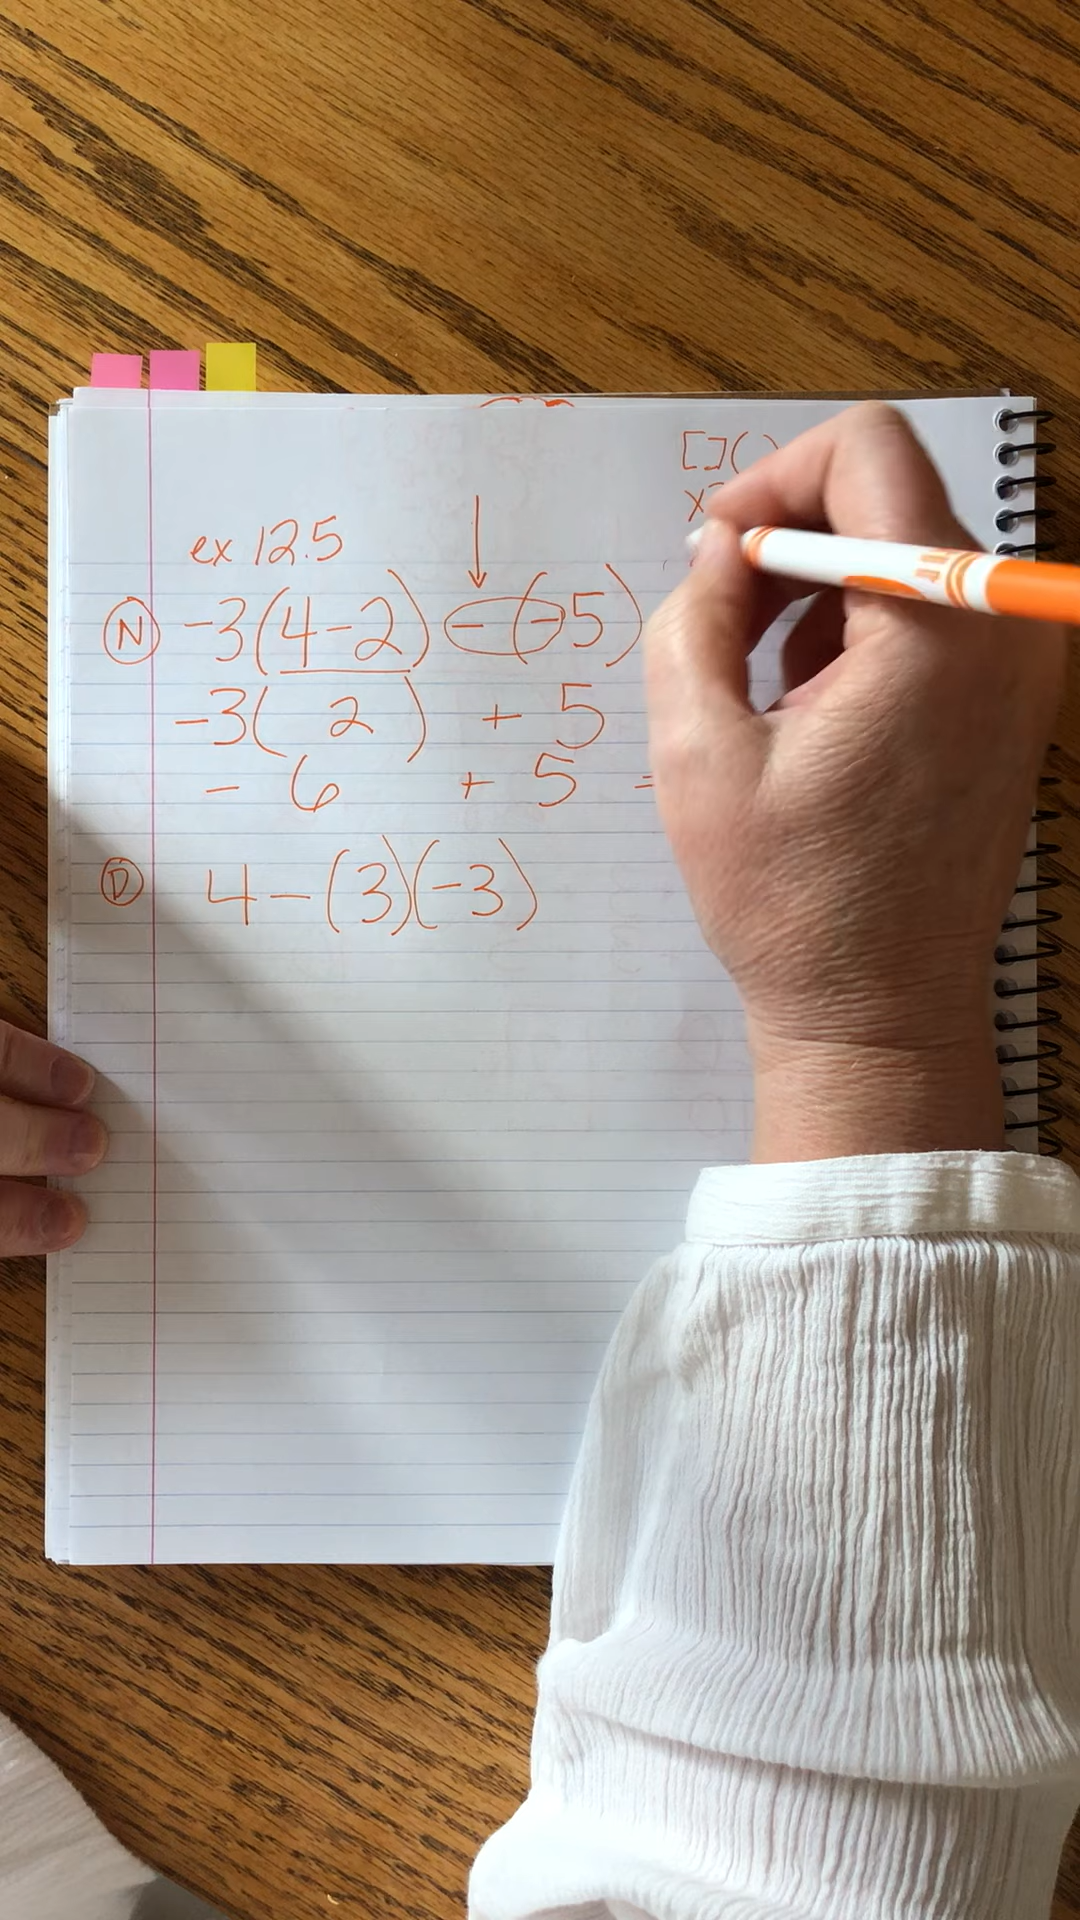 []()
x
ex 12.5
N -3(4-2) - (-5)
-3( 2 ) + 5
- 6 + 5 =
D 4-(3)(-3)